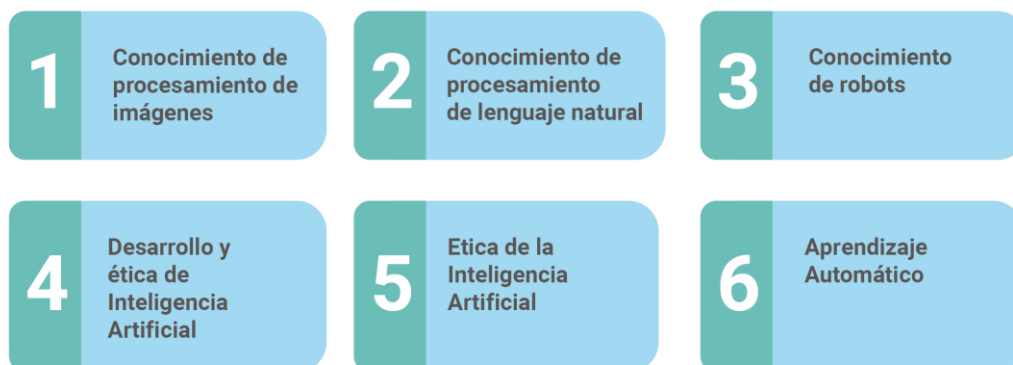 1
Conocimiento de
procesamiento de
imágenes
2
Conocimiento de
procesamiento
de lenguaje natural
3
Conocimiento
de robots
4
Desarrollo y
ética de
Inteligencia
Artificial
5
Etica de la
Inteligencia
Artificial
6
Aprendizaje
Automático